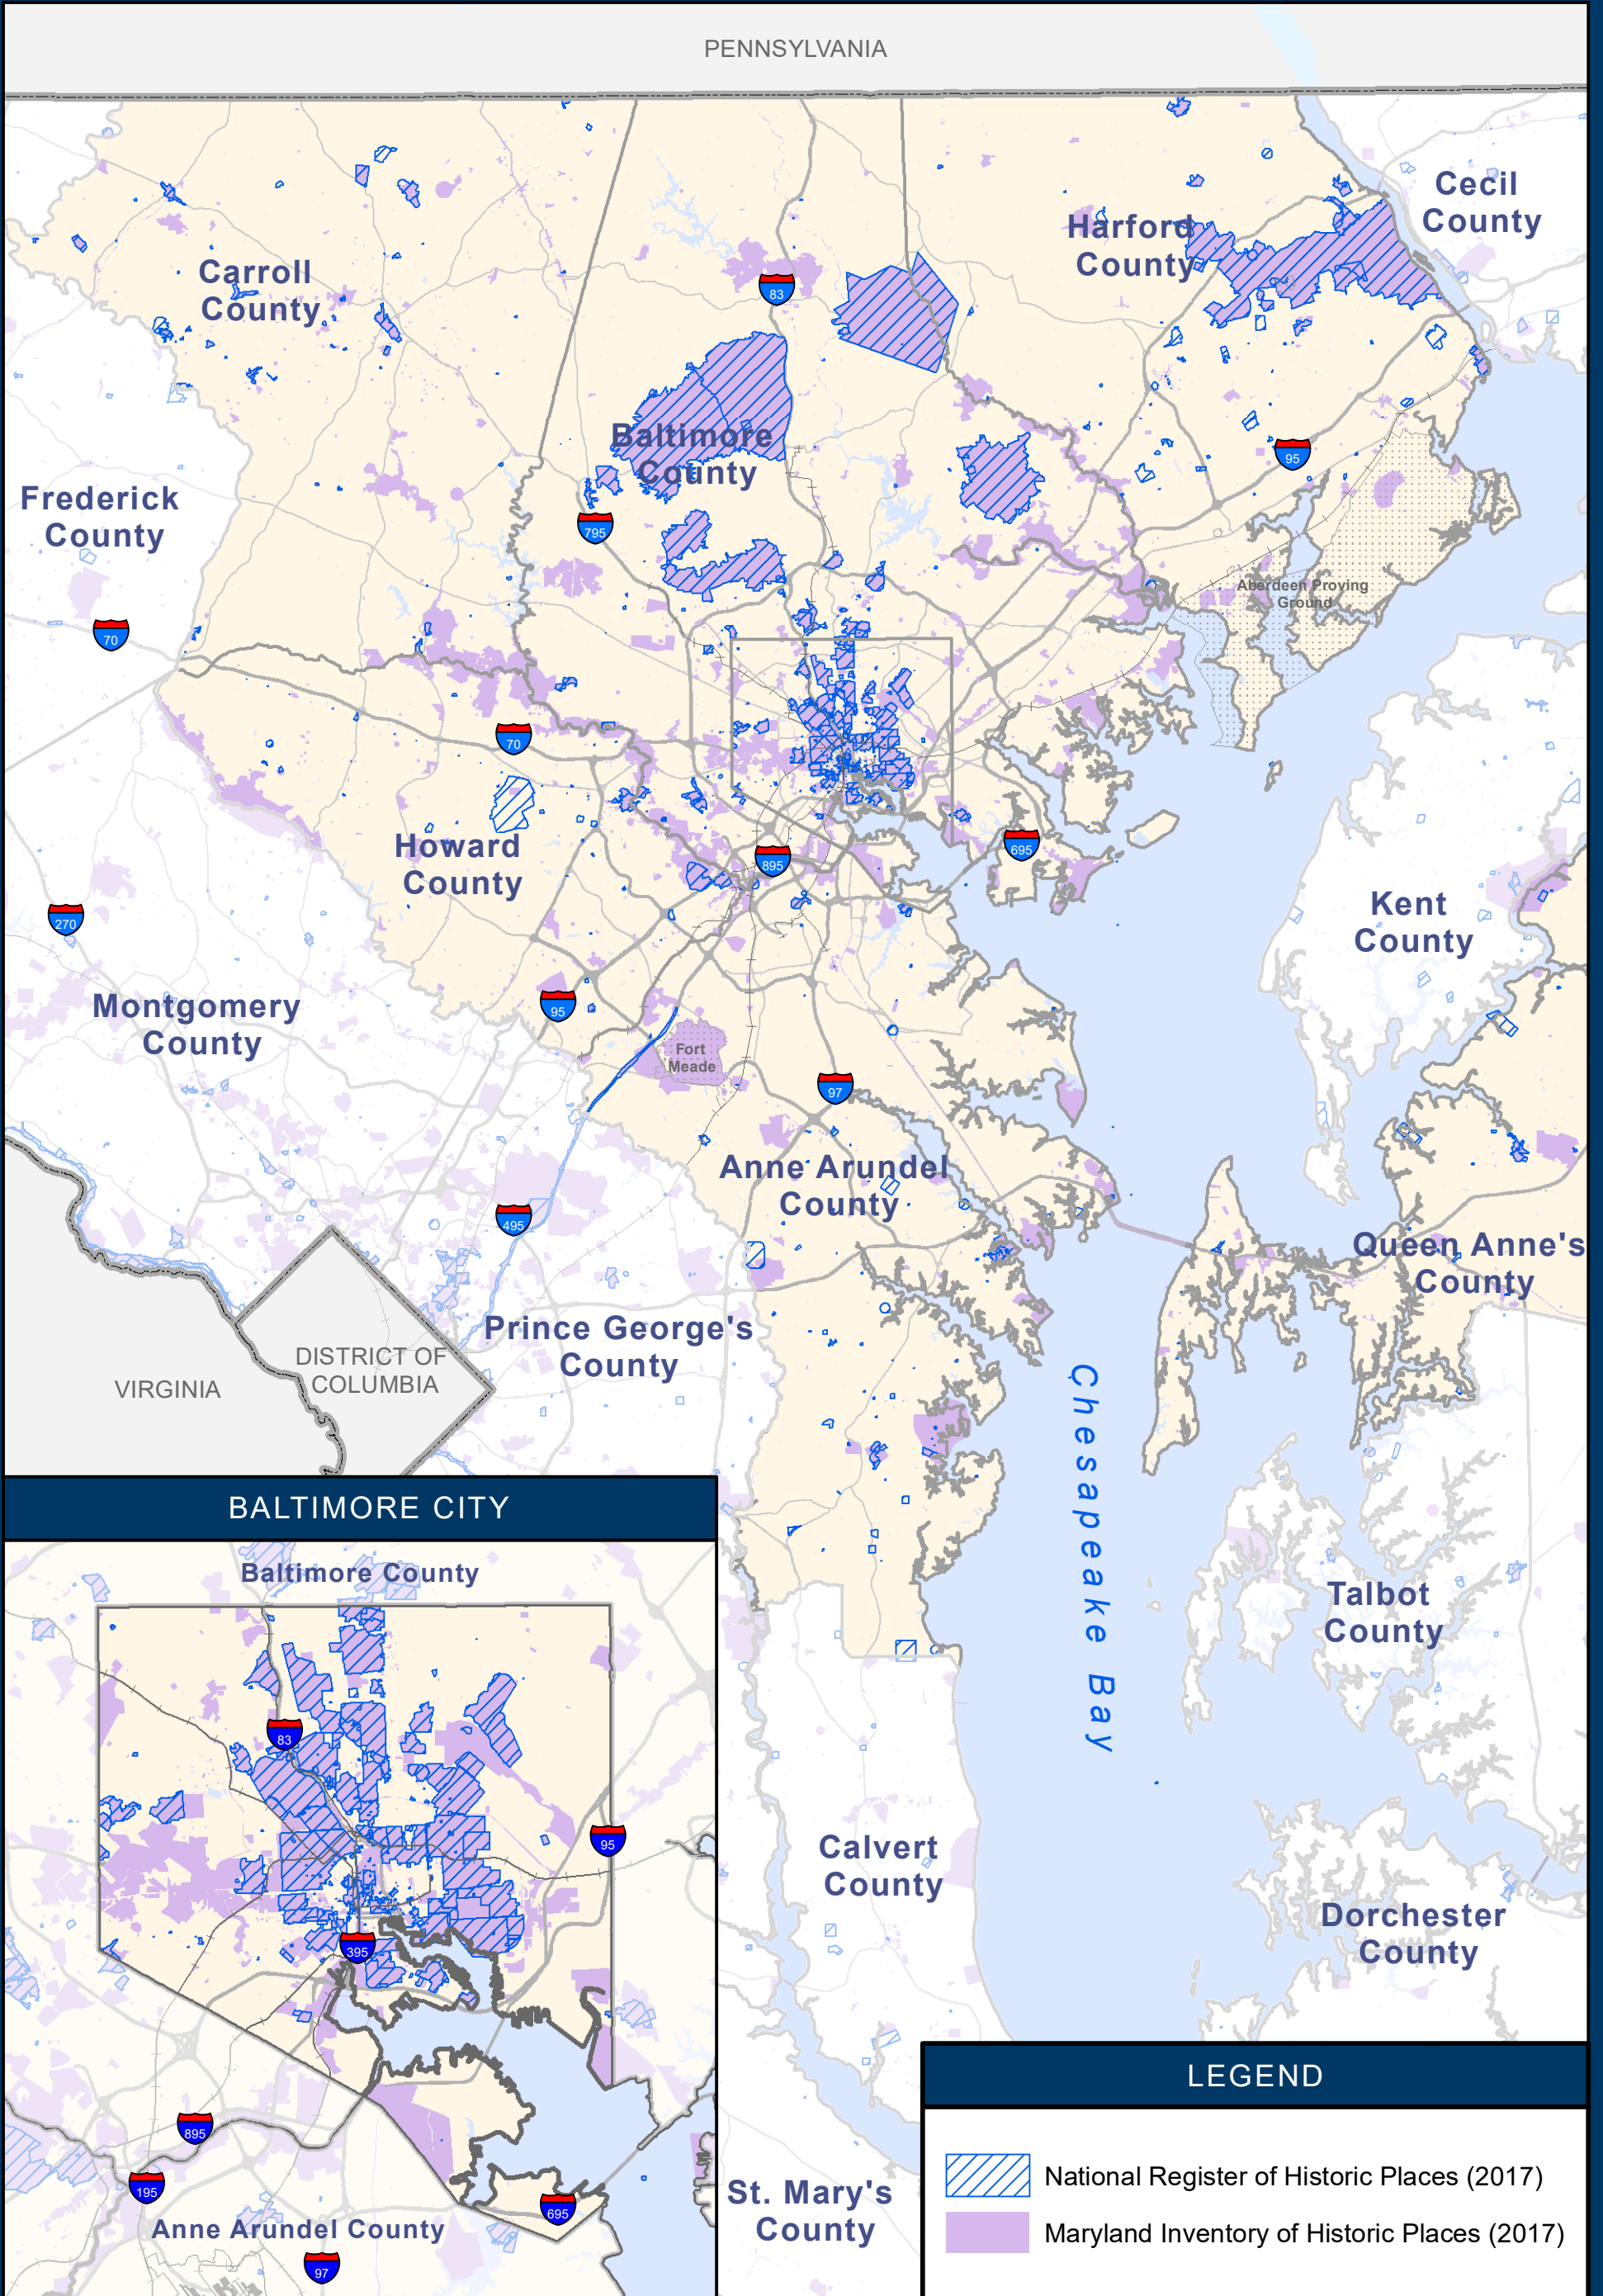 PENNSYLVANIA
Cecil
County
Harford
County
Carroll
County
83
Baltimore
County
95
Frederick
County
795
Aberdeen Proving
Ground
70
70
Howard
County
695
895
Kent
County
270
Montgomery
County
95
Fort
Meade
97
Anne Arundel
County
495
Queen Anne's
County
Prince George's
County
DISTRICT OF
COLUMBIA
VIRGINIA
Chesapeake Bay
BALTIMORE CITY
Baltimore County
83
95
395
895
195
695
Anne Arundel County
97
Talbot
County
Calvert
County
Dorchester
County
St. Mary's
County
LEGEND
National Register of Historic Places (2017)
Maryland Inventory of Historic Places (2017)